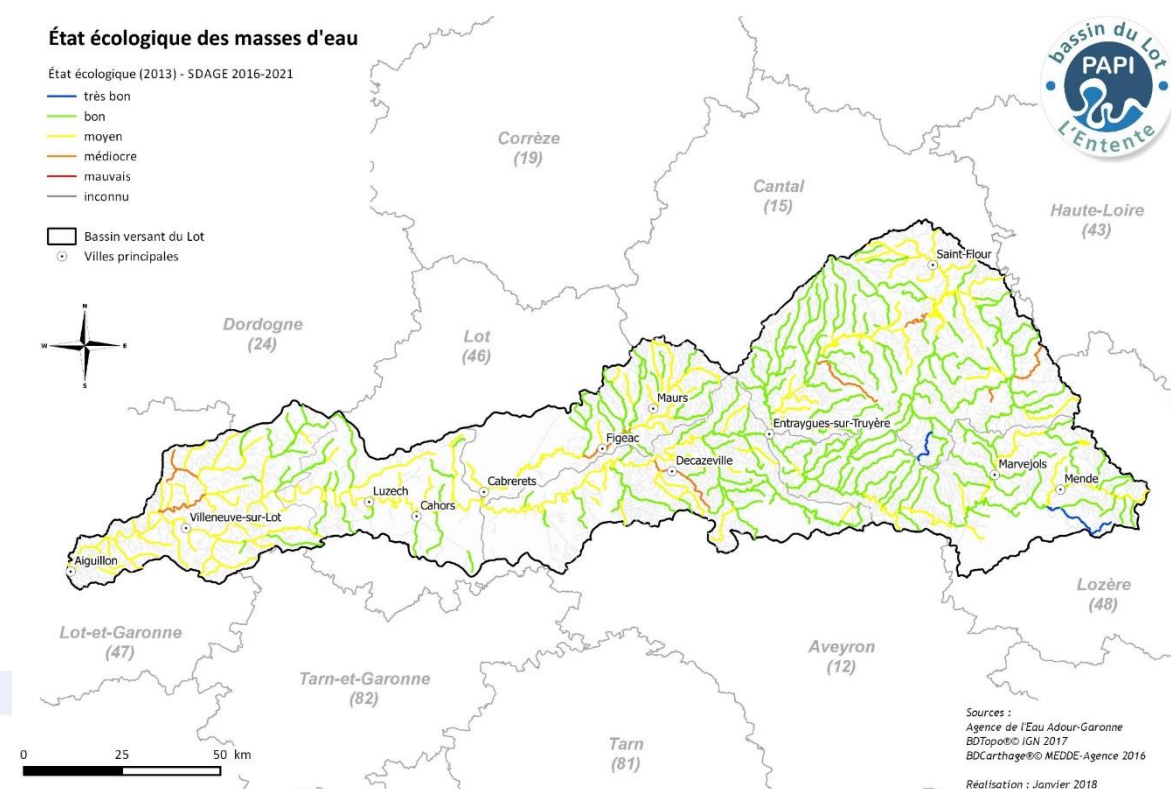 État écologique des masses d'eau
État écologique (2013) - SDAGE 2016-2021
très bon
bon
moyen
médiocre
mauvais
inconnu
Bassin versant du Lot
Villes principales
bassin du Lot
PAPI
L'Entente
Corrèze
(19)
Cantal
(15)
Haute-Loire
(43)
Saint-Flour
N
W
E
S
Dordogne
(24)
Lot
(46)
Maurs
Entraygues-sur-Truyère
Figeac
Decazeville
Marvejols
Mende
Cabrerets
Luzech
Cahors
Villeneuve-sur-Lot
Aiguillon
Lozère
(48)
Lot-et-Garonne
(47)
Aveyron
(12)
Tarn-et-Garonne
(82)
Tarn
(81)
0 25 50 km
Sources :
Agence de l'Eau Adour-Garonne
BDTopo®© IGN 2017
BDCarthage®© MEDDE-Agence 2016
Réalisation : Janvier 2018